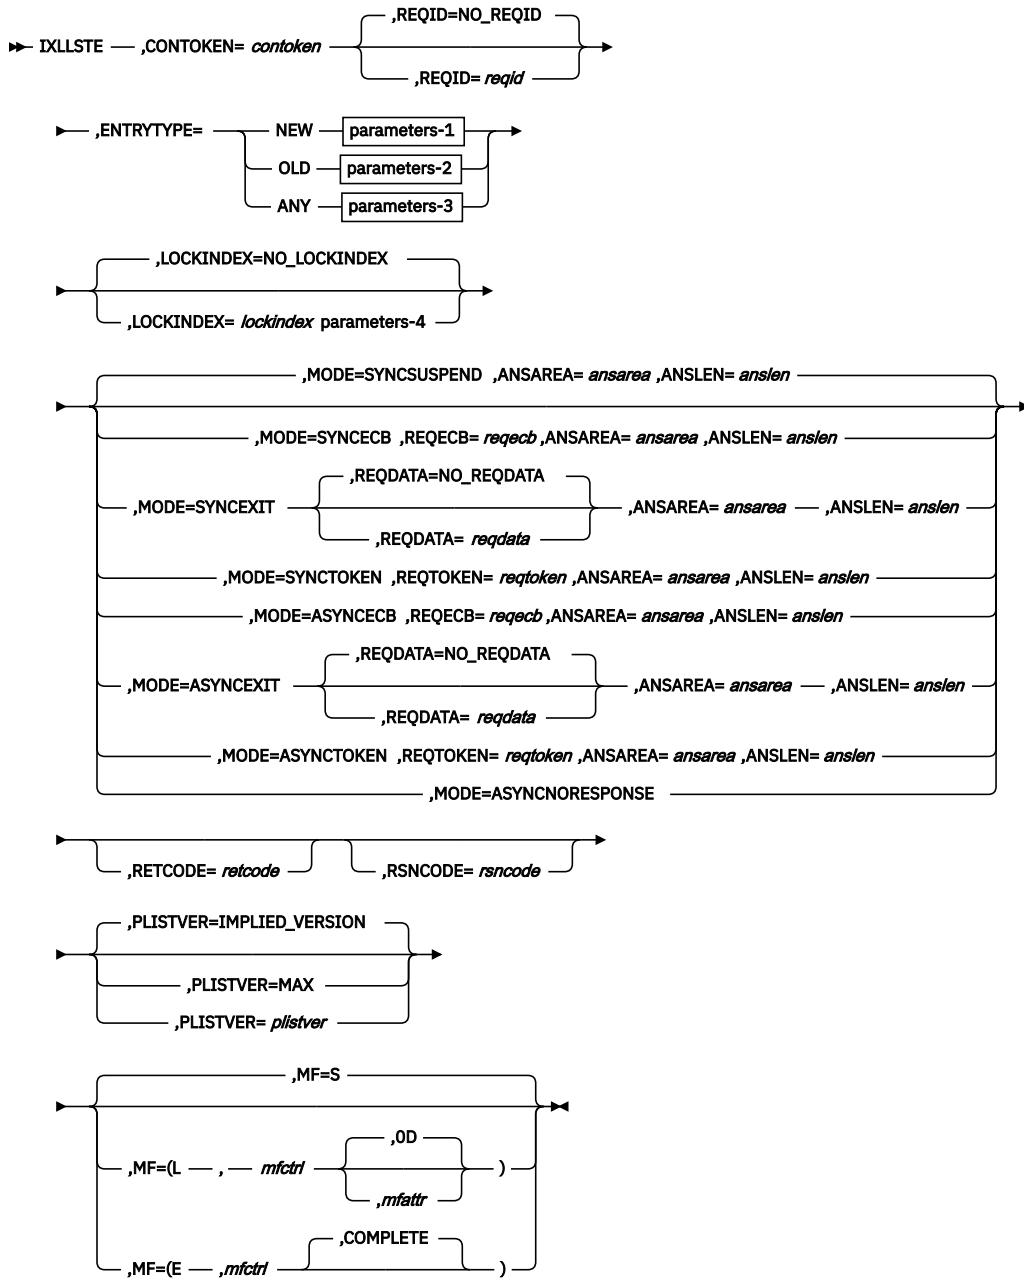 ,REQID=NO_REQID
IXLLSTE ,CONTOKEN= contoken
,REQID= reqid
,ENTRYTYPE= NEW parameters-1
OLD parameters-2
ANY parameters-3
,LOCKINDEX=NO_LOCKINDEX
,LOCKINDEX= lockindex parameters-4
,MODE=SYNCSUSPEND ,ANSAREA= ansarea ,ANSLEN= anslen
,MODE=SYNCECB ,REQECB= reqecb ,ANSAREA= ansarea ,ANSLEN= anslen
,REQDATA=NO_REQDATA
,MODE=SYNCEXIT ,ANSAREA= ansarea ,ANSLEN= anslen
,REQDATA= reqdata
,MODE=SYNCTOKEN ,REQTOKEN= reqtoken ,ANSAREA= ansarea ,ANSLEN= anslen
,MODE=ASYNCECB ,REQECB= reqecb ,ANSAREA= ansarea ,ANSLEN= anslen
,REQDATA=NO_REQDATA
,MODE=ASYNCEXIT ,ANSAREA= ansarea ,ANSLEN= anslen
,REQDATA= reqdata
,MODE=ASYNCTOKEN ,REQTOKEN= reqtoken ,ANSAREA= ansarea ,ANSLEN= anslen
,MODE=ASYNCNORESPONSE
,RETCODE= retcode ,RSNCODE= rsncode
,PLISTVER=IMPLIED_VERSION
,PLISTVER=MAX
,PLISTVER= plistver
,MF=S
,0D
,MF=(L , mfctrl )
,mfattr
,COMPLETE
,MF=(E ,mfctrl )